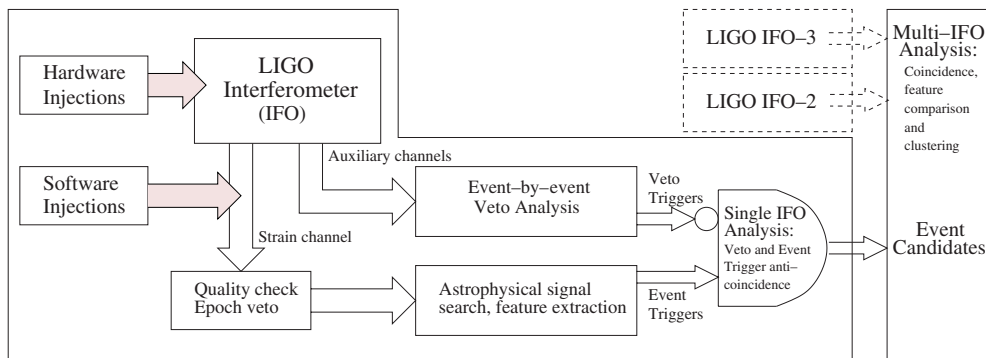 Hardware
Injections
LIGO
Interferometer
(IFO)
LIGO IFO–3
LIGO IFO–2
Multi–IFO
Analysis:
Coincidence,
feature
comparison
and
clustering
Software
Injections
Auxiliary channels
Strain channel
Event–by–event
Veto Analysis
Veto
Triggers
Single IFO
Analysis:
Veto and Event
Trigger anti–
coincidence
Event
Candidates
Quality check
Epoch veto
Astrophysical signal
search, feature extraction
Event
Triggers